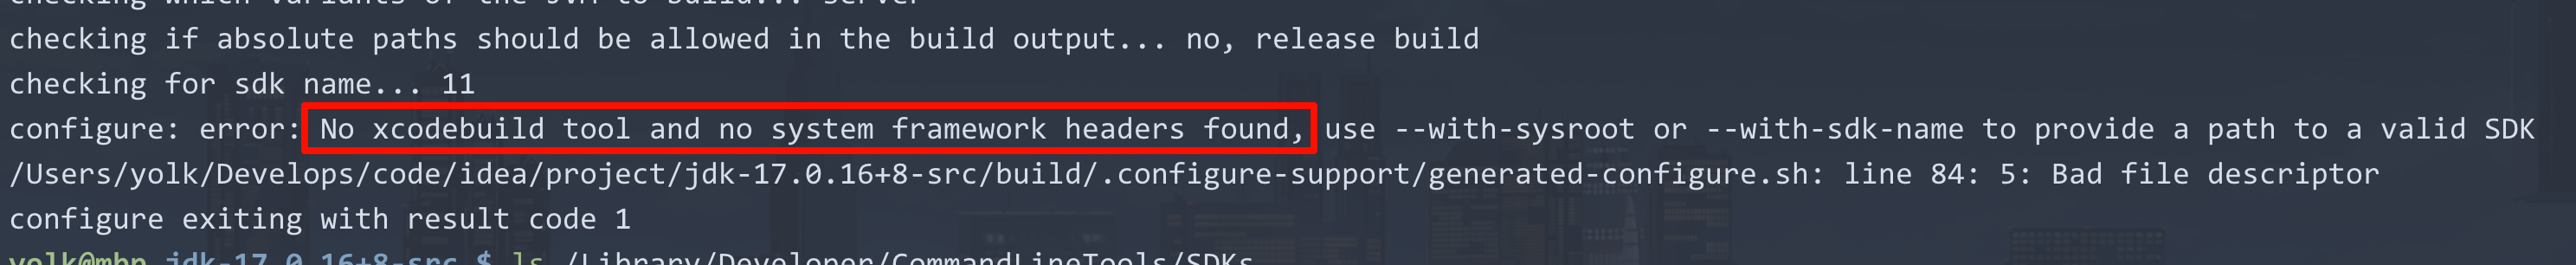 checking which variants of the JVM to build... server
checking if absolute paths should be allowed in the build output... no, release build
checking for sdk name... 11
configure: error: No xcodebuild tool and no system framework headers found, use --with-sysroot or --with-sdk-name to provide a path to a valid SDK
/Users/yolk/Develops/code/idea/project/jdk-17.0.16+8-src/build/.configure-support/generated-configure.sh: line 84: 5: Bad file descriptor
configure exiting with result code 1
yolk@mbp jdk-17.0.16+8-src $ ls /Library/Developer/CommandLineTools/SDKs